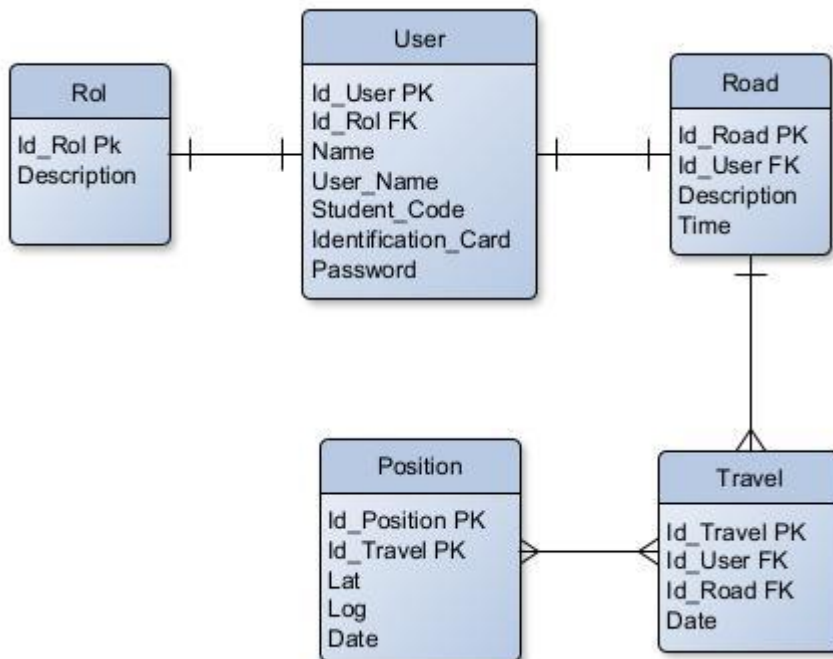 Rol
Id_Rol Pk
Description
User
Id_User PK
Id_Rol FK
Name
User_Name
Student_Code
Identification_Card
Password
Road
Id_Road PK
Id_User FK
Description
Time
Position
Id_Position PK
Id_Travel PK
Lat
Log
Date
Travel
Id_Travel PK
Id_User FK
Id_Road FK
Date